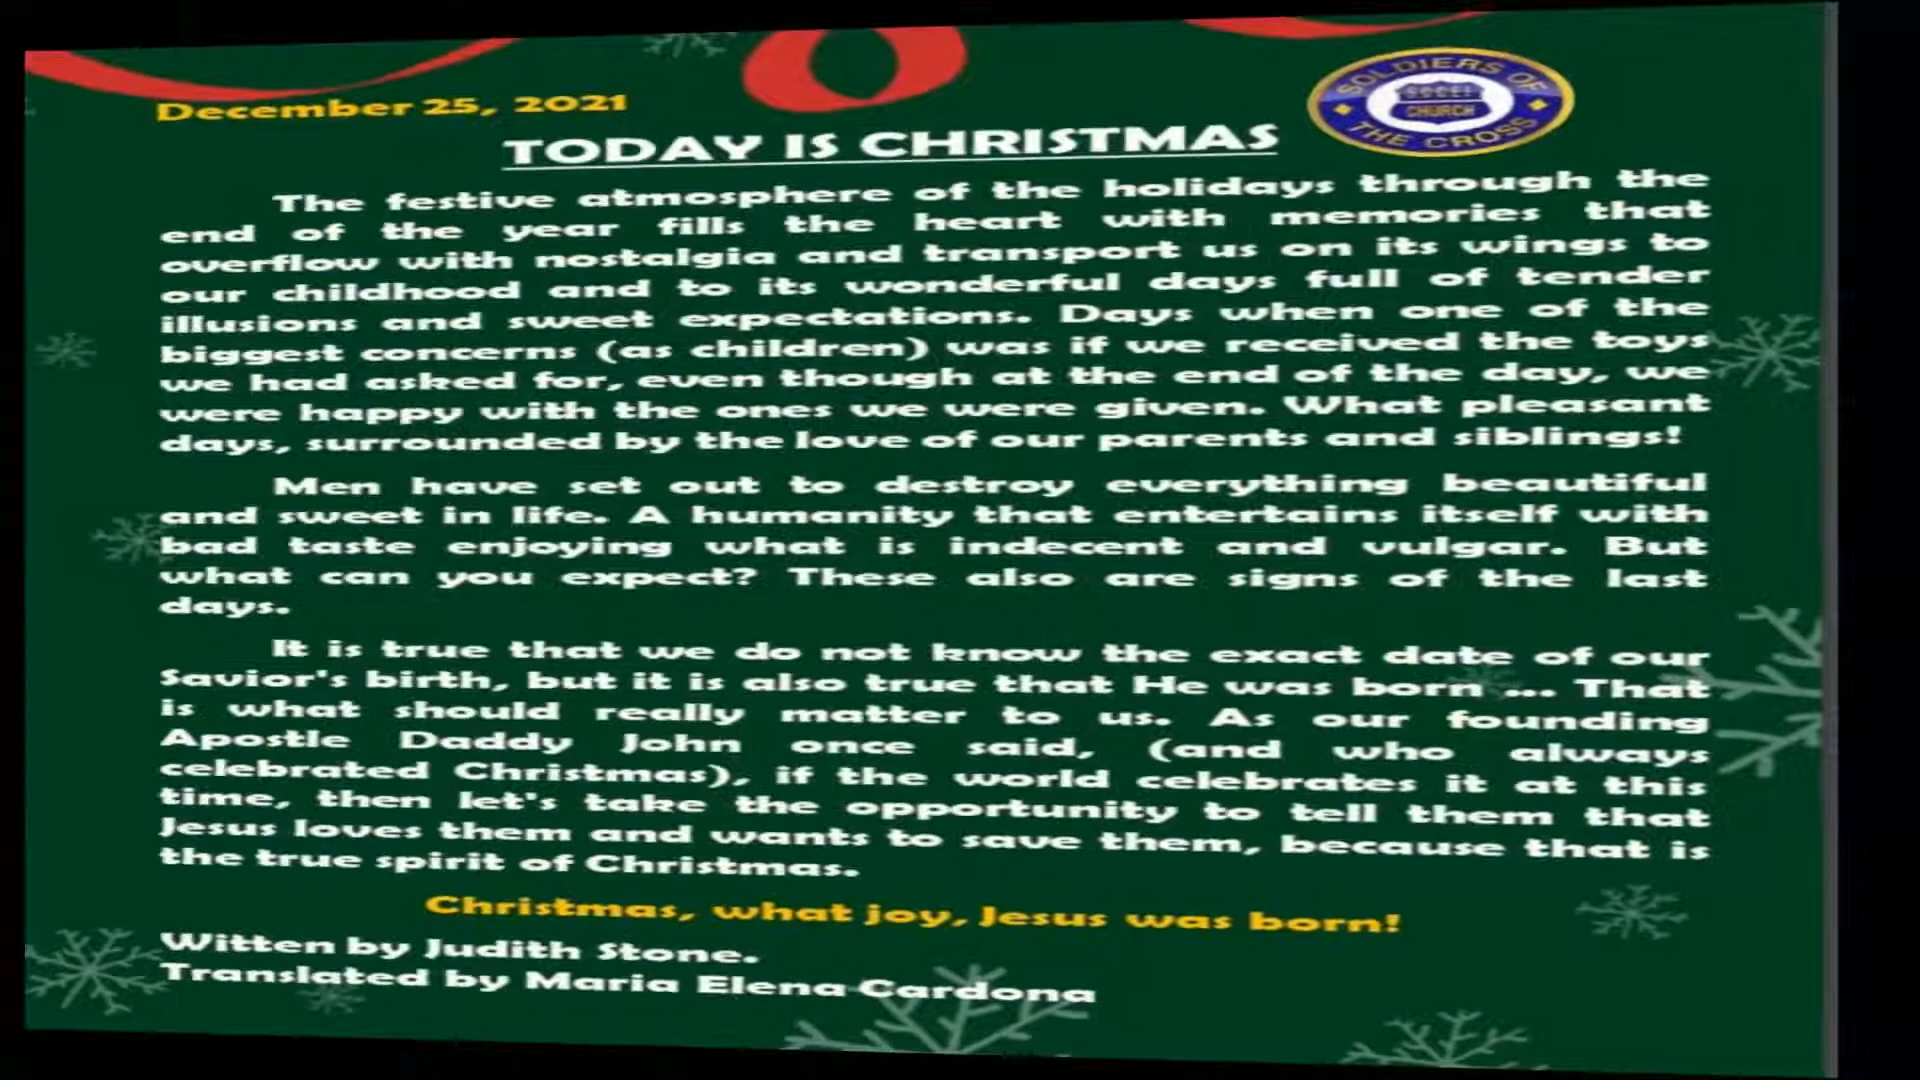 December 25, 2021
SOLDIERS OF
SCCEI
CHURCH
THE CROSS
TODAY IS CHRISTMAS
The festive atmosphere of the holidays through the
end of the year fills the heart with memories that
overflow with nostalgia and transport us on its wings to
our childhood and to its wonderful days full of tender
illusions and sweet expectations. Days when one of the
biggest concerns (as children) was if we received the toys
we had asked for, even though at the end of the day, we
were happy with the ones we were given. What pleasant
days, surrounded by the love of our parents and siblings!
Men have set out to destroy everything beautiful
and sweet in life. A humanity that entertains itself with
bad taste enjoying what is indecent and vulgar. But
what can you expect? These also are signs of the last
days.
It is true that we do not know the exact date of our
Savior's birth, but it is also true that He was born ... That
is what should really matter to us. As our founding
Apostle Daddy John once said, (and who always
celebrated Christmas), if the world celebrates it at this
time, then let's take the opportunity to tell them that
Jesus loves them and wants to save them, because that is
the true spirit of Christmas.
Christmas, what joy, Jesus was born!
Witten by Judith Stone.
Translated by Maria Elena Cardona